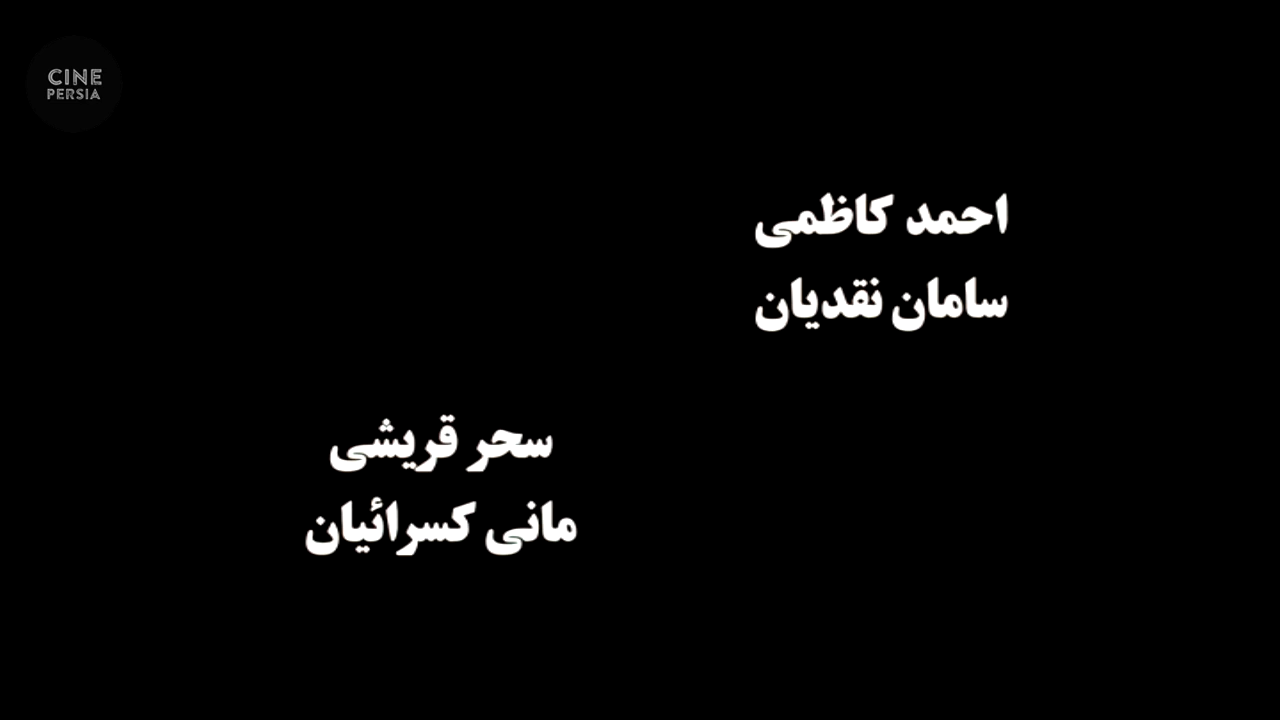 CINE
PERSIA
احمد کاظمی
سامان نقدیان
سحر قریشی
مانی کسرائیان